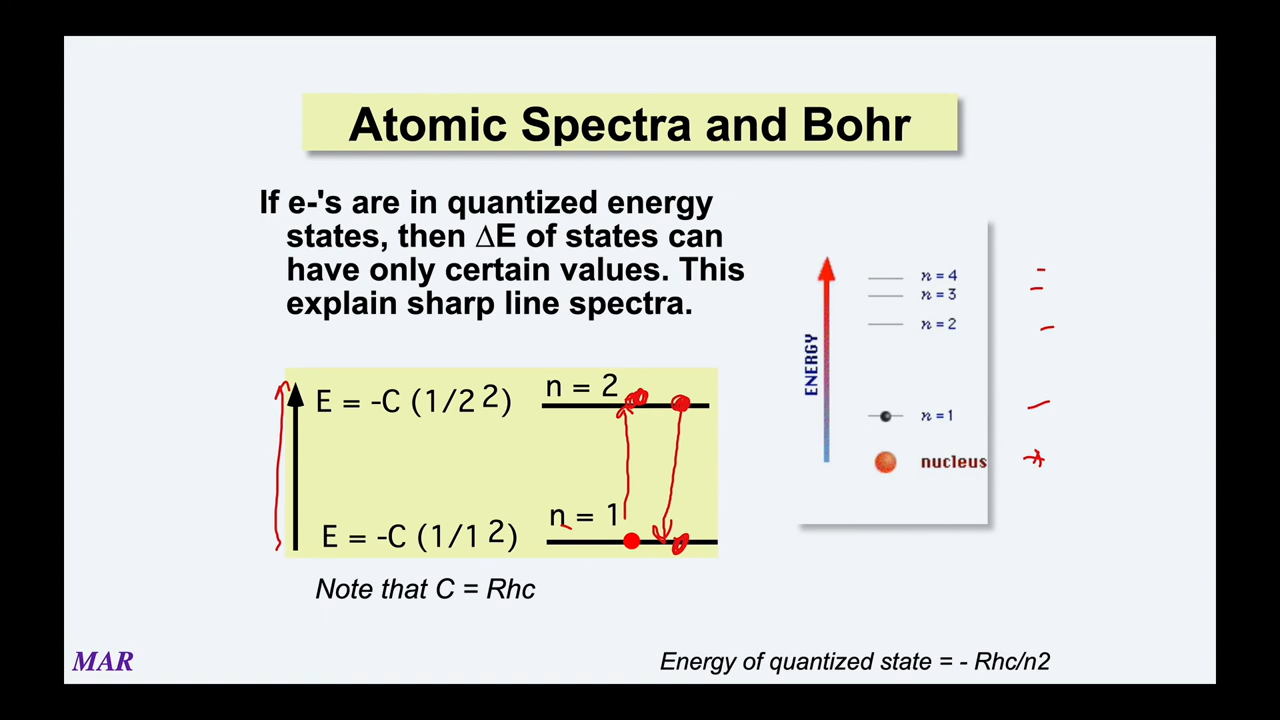 Atomic Spectra and Bohr
If e-'s are in quantized energy
states, then ∆E of states can
have only certain values. This
explain sharp line spectra.
E = -C (1/2 2) n = 2
E = -C (1/1 2) n = 1
Note that C = Rhc
ENERGY
n = 4
n = 3
n = 2
n = 1
nucleus
MAR
Energy of quantized state = - Rhc/n2